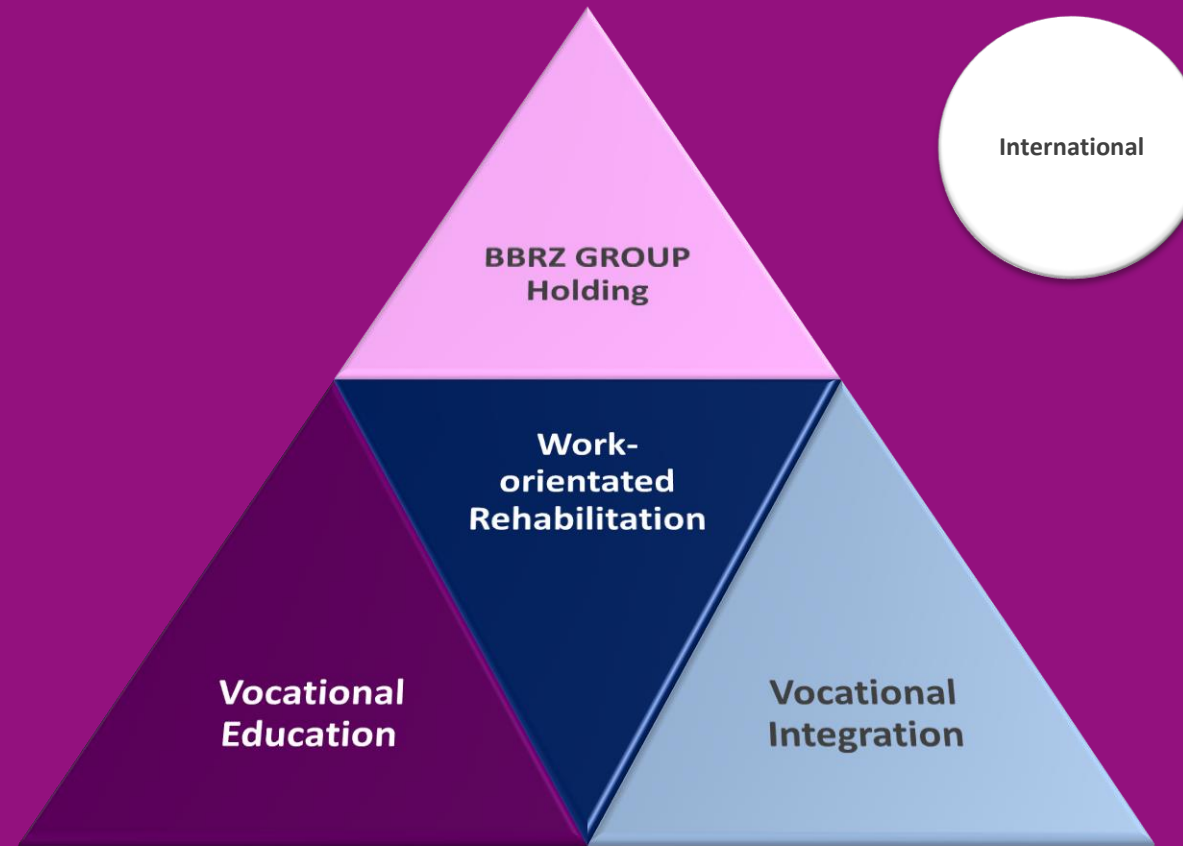 International
BBRZ GROUP
Holding
Work-
orientated
Rehabilitation
Vocational
Education
Vocational
Integration